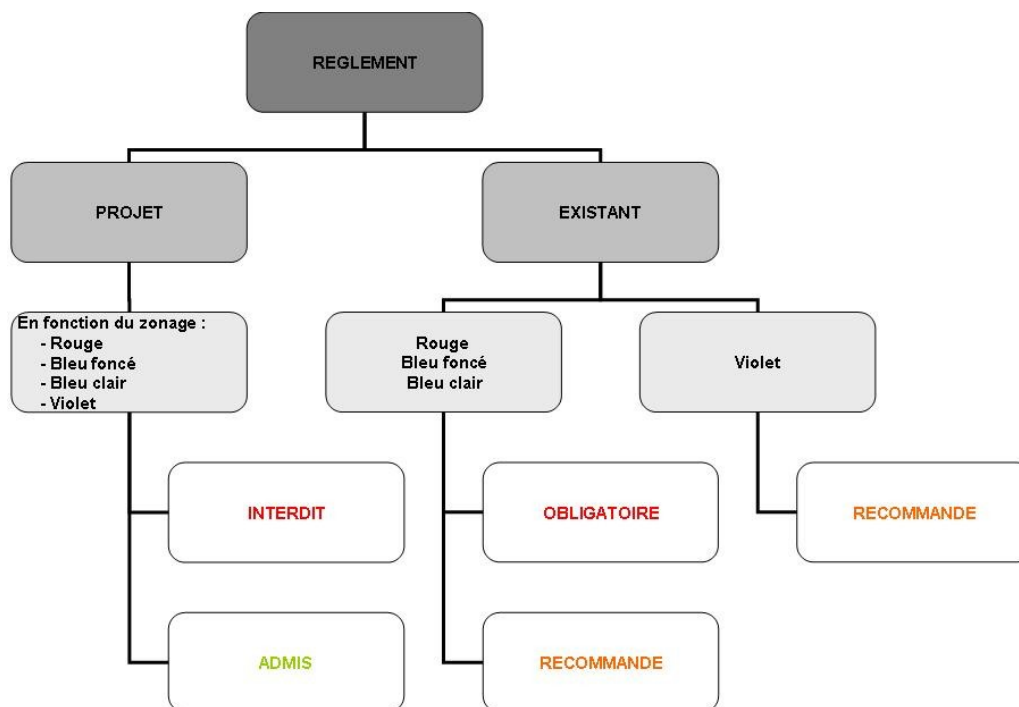 REGLEMENT
PROJET
EXISTANT
En fonction du zonage :
- Rouge
- Bleu foncé
- Bleu clair
- Violet
Rouge
Bleu foncé
Bleu clair
Violet
INTERDIT
OBLIGATOIRE
RECOMMANDE
ADMIS
RECOMMANDE